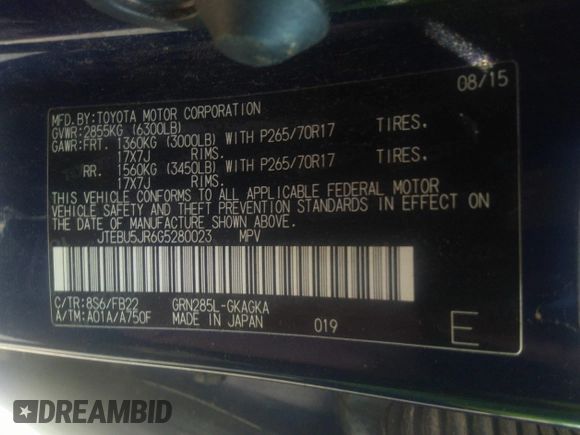 08/15
MFD.BY:TOYOTA MOTOR CORPORATION
GVWR:2855KG (6300LB)
GAWR:FRT. 1360KG (3000LB) WITH P265/70R17 TIRES.
17X7J RIMS.
RR. 1560KG (3450LB) WITH P265/70R17 TIRES.
17X7J RIMS.
THIS VEHICLE CONFORMS TO ALL APPLICABLE FEDERAL MOTOR
VEHICLE SAFETY AND THEFT PREVENTION STANDARDS IN EFFECT ON
THE DATE OF MANUFACTURE SHOWN ABOVE.
JTEBU5JR6G5280023 MPV
C/TR:8S6/FB22 GRN285L-GKAGKA
A/TM:A01A/A750F MADE IN JAPAN 019 E
DREAMBID